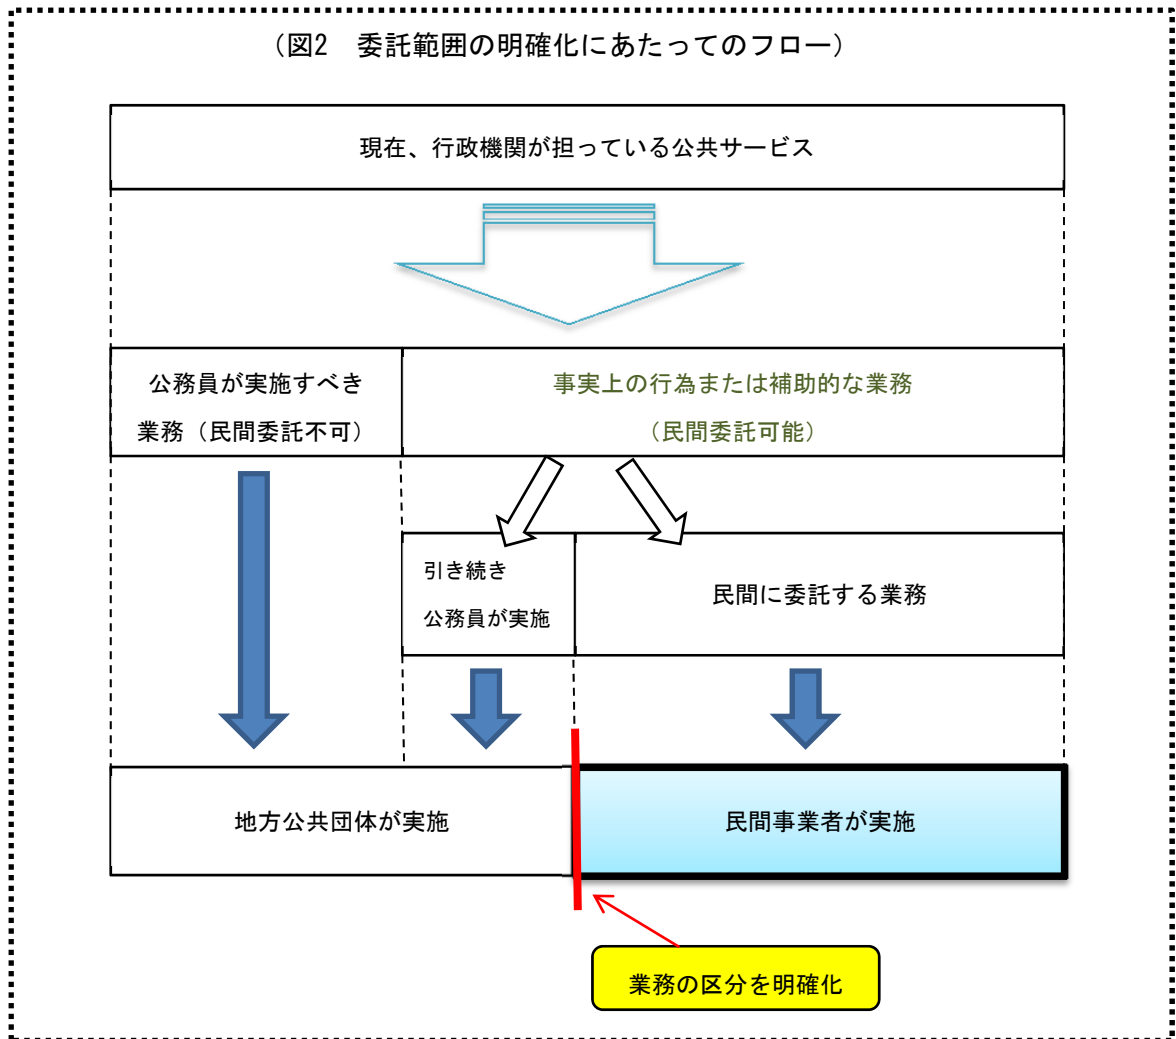 （図2　委託範囲の明確化にあたってのフロー）
現在、行政機関が担っている公共サービス
公務員が実施すべき
業務（民間委託不可）
事実上の行為または補助的な業務
（民間委託可能）
引き続き
公務員が実施
民間に委託する業務
地方公共団体が実施
民間事業者が実施
業務の区分を明確化